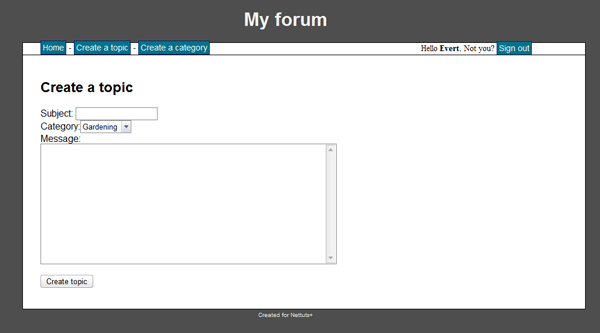 My forum
Home - Create a topic - Create a category
Hello Evert. Not you? Sign out
Create a topic
Subject:
Category: Gardening
Message:
Create topic
Created for Nettuts+